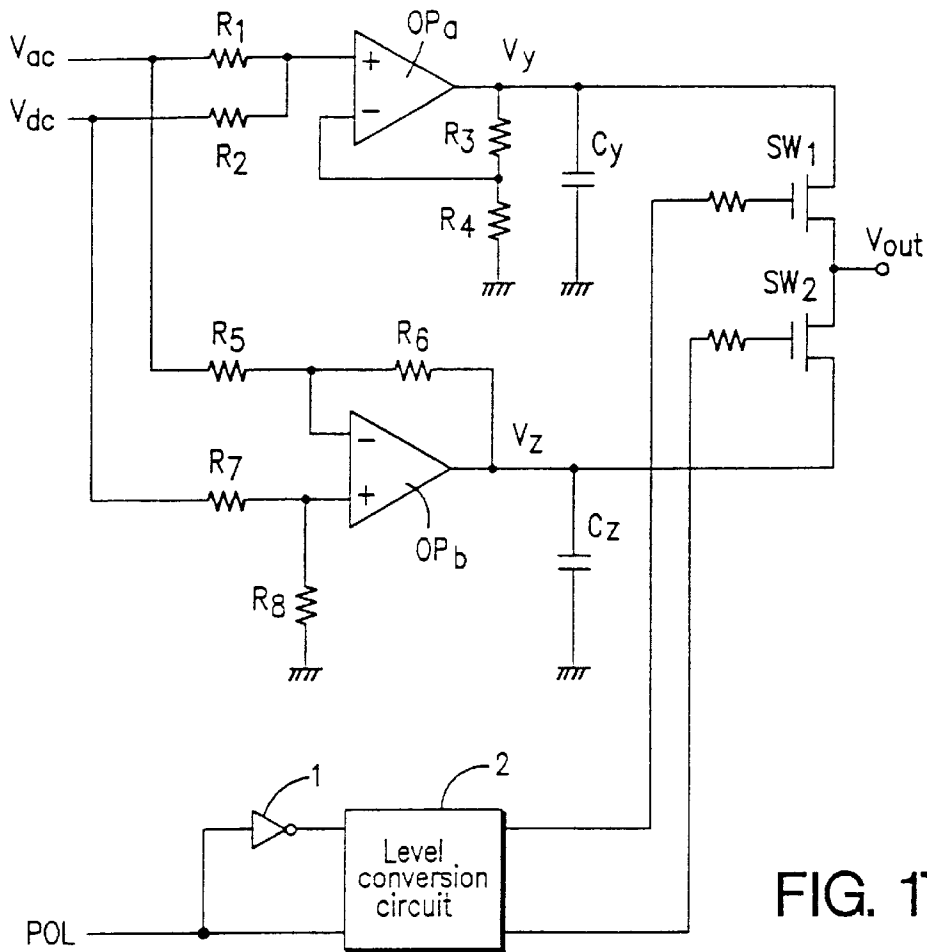 Vac
Vdc
R1
R2
OPa
+
−
Vy
R3
R4
Cy
SW1
Vout
SW2
R5
R6
R7
R8
−
+
OPb
Vz
Cz
1
2
Level
conversion
circuit
POL